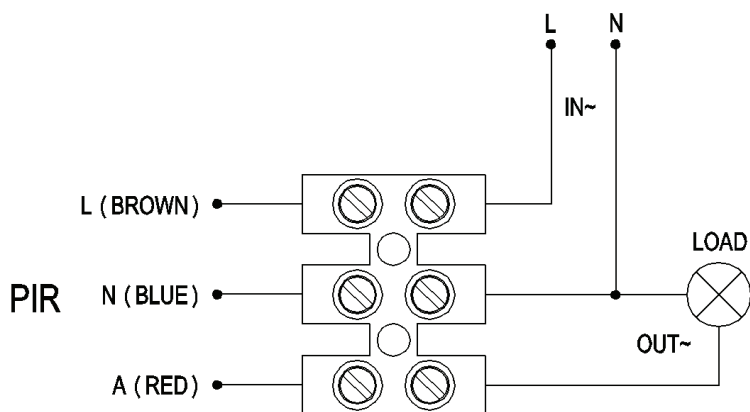 L N
IN~
L (BROWN)
LOAD
PIR N (BLUE)
OUT~
A (RED)